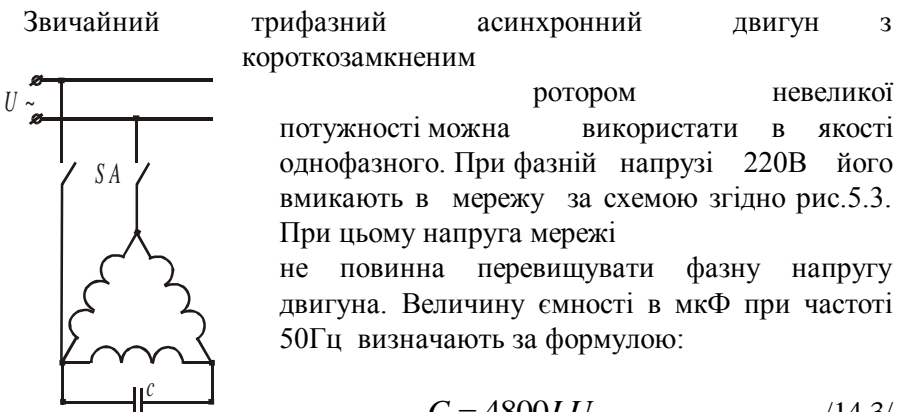 Звичайний трифазний асинхронний двигун з
короткозамкненим
ротором невеликої
потужності можна використати в якості
однофазного. При фазній напрузі 220В його
вмикають в мережу за схемою згідно рис.5.3.
При цьому напруга мережі
не повинна перевищувати фазну напругу
двигуна. Величину ємності в мкФ при частоті
50Гц визначають за формулою:
U ~
SA
c
C = 4800I U /14.3/